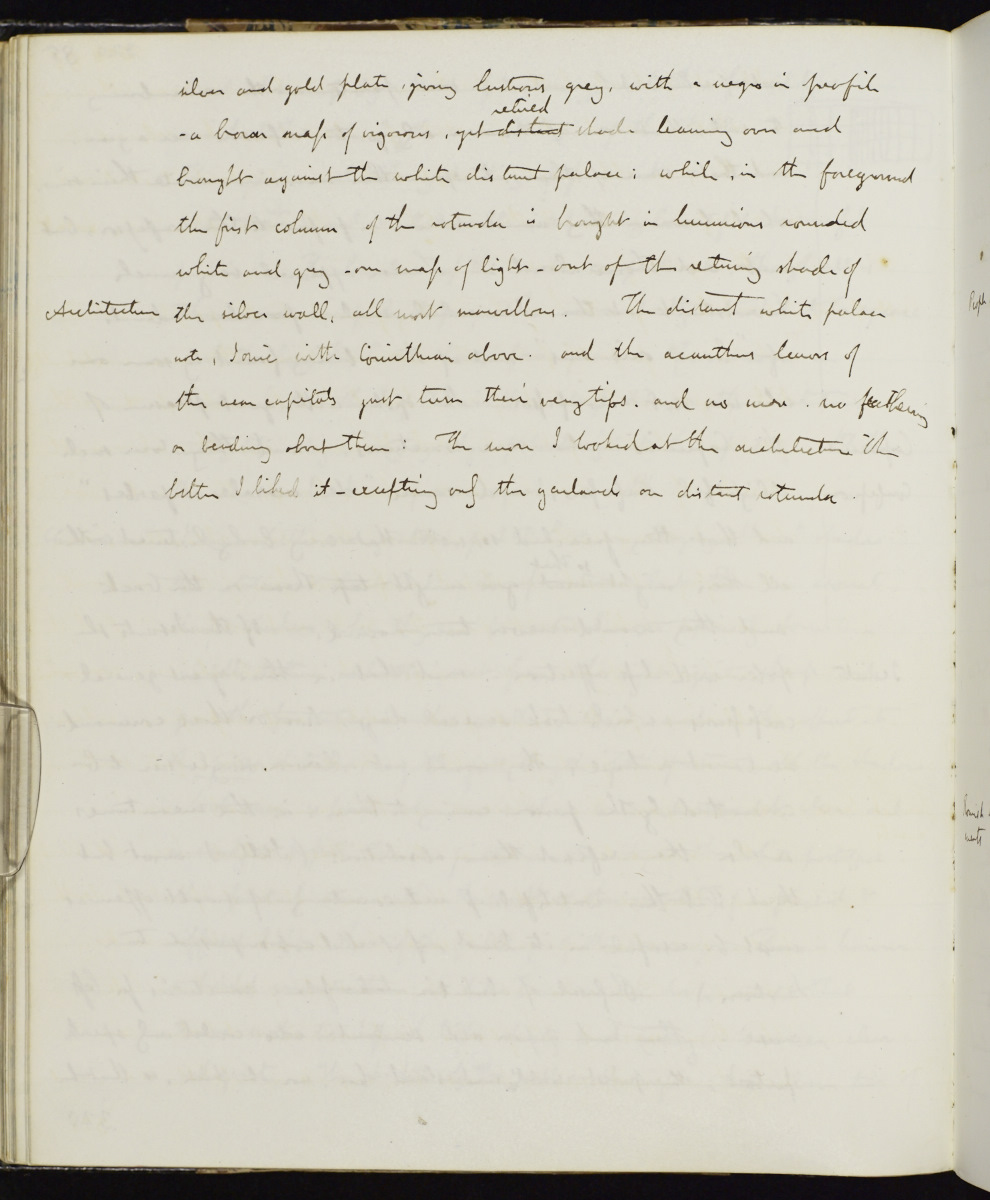 silver and gold plate, giving lustrous grey, with a negro in profile
retired
- a brown mass of vigorous, yet distant shade leaning over and
brought against the white distant palace: while, in the foreground
the first column of the rotunda is brought in luminous rounded
white and grey - one mass of light - out of the retiring shade of
Architecture the silver wall, all most marvellous. The distant white palace
note, Ionic with Corinthian above. and the acanthus leaves of
the near capitals just turn their very tips. and no more. no feathering
or bending about them: The more I looked at the architecture the
better I liked it - excepting only the garlands on distant rotunda.